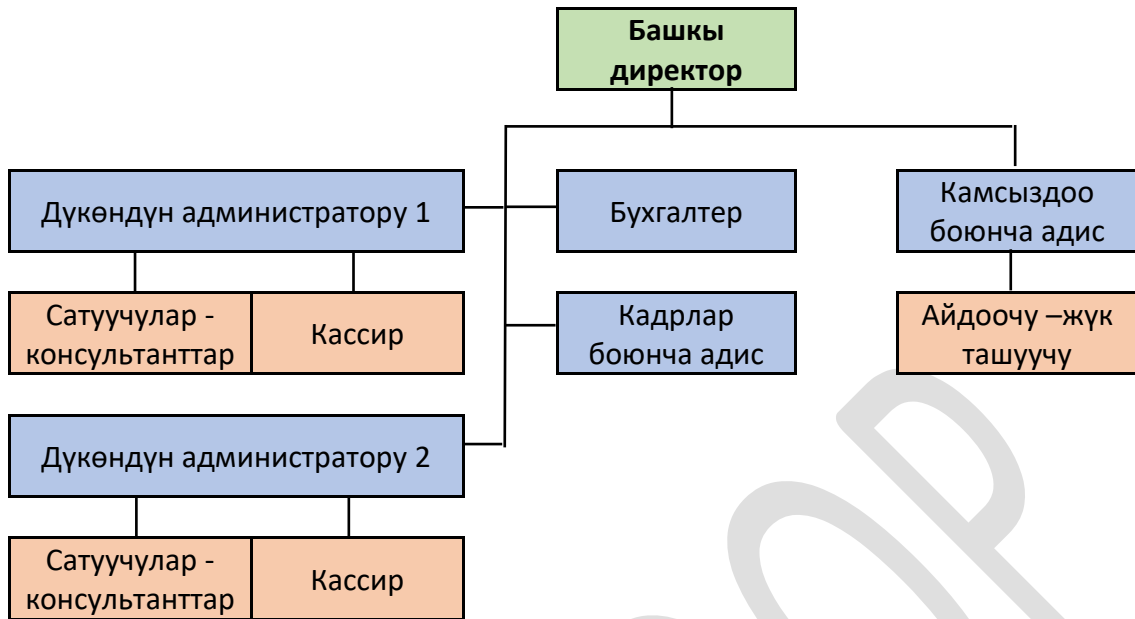 Башкы
директор
Дүкөндүн администратору 1
Бухгалтер
Камсыздоо
боюнча адис
Сатуучулар -
консультанттар
Кассир
Кадрлар
боюнча адис
Айдоочу –жүк
ташуучу
Дүкөндүн администратору 2
Сатуучулар -
консультанттар
Кассир